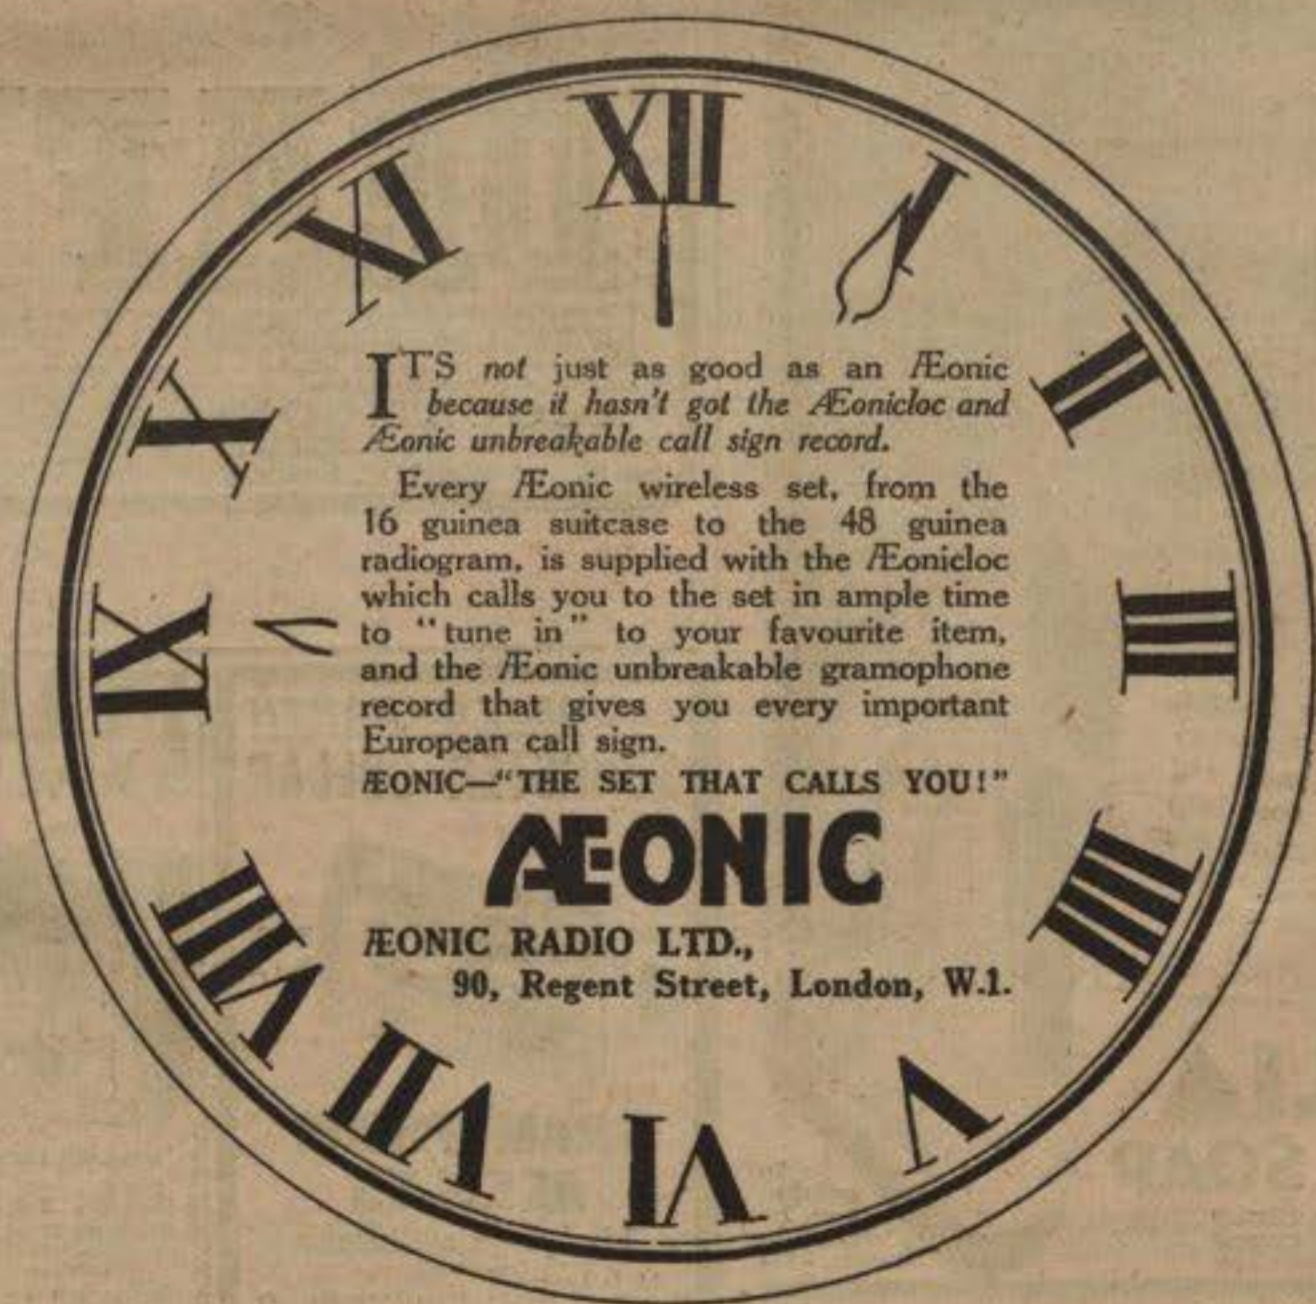 XII
I
II
III
IIII
V
VI
VII
VIII
IX
X
XI
IT'S not just as good as an Æonic
because it hasn't got the Æonicloc and
Æonic unbreakable call sign record.
Every Æonic wireless set, from the
16 guinea suitcase to the 48 guinea
radiogram, is supplied with the Æonicloc
which calls you to the set in ample time
to "tune in" to your favourite item,
and the Æonic unbreakable gramophone
record that gives you every important
European call sign.
ÆONIC—"THE SET THAT CALLS YOU!"
ÆONIC
ÆONIC RADIO LTD.,
90, Regent Street, London, W.1.